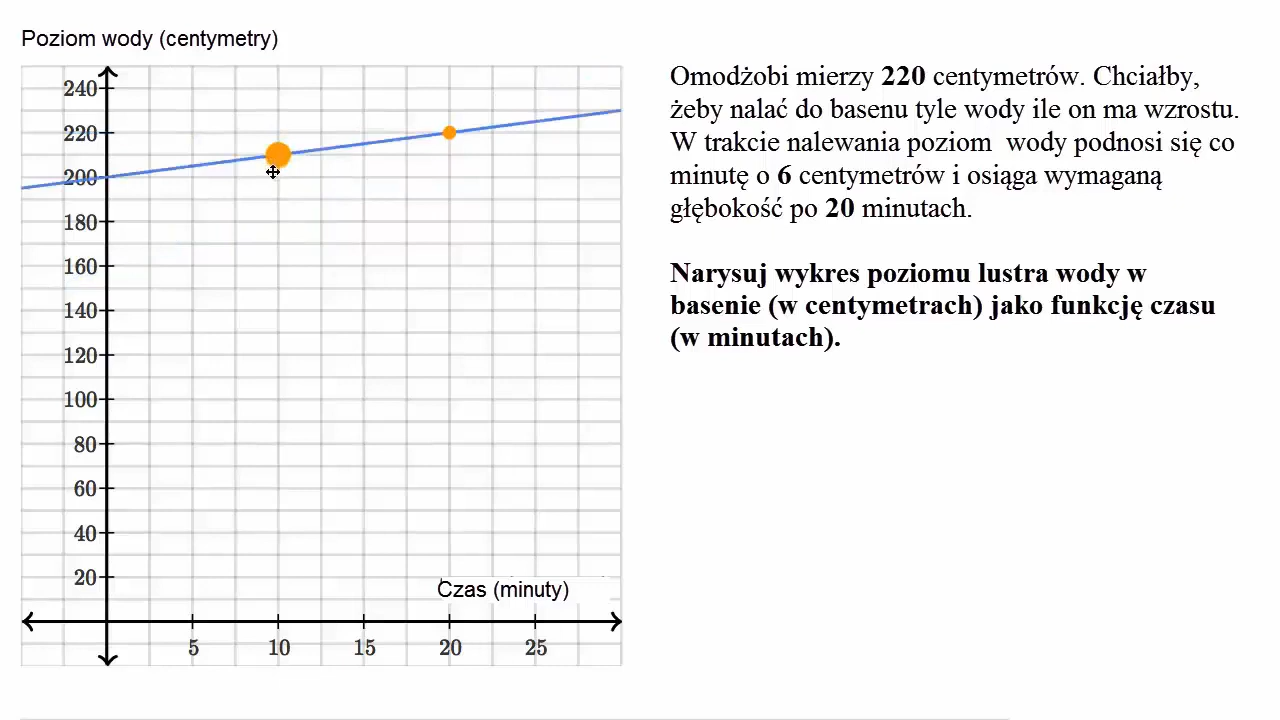 Poziom wody (centymetry)
Omodżobi mierzy 220 centymetrów. Chciałby,
żeby nalać do basenu tyle wody ile on ma wzrostu.
W trakcie nalewania poziom wody podnosi się co
minutę o 6 centymetrów i osiąga wymaganą
głębokość po 20 minutach.
Narysuj wykres poziomu lustra wody w
basenie (w centymetrach) jako funkcję czasu
(w minutach).
240
220
200
180
160
140
120
100
80
60
40
20
Czas (minuty)
5 10 15 20 25